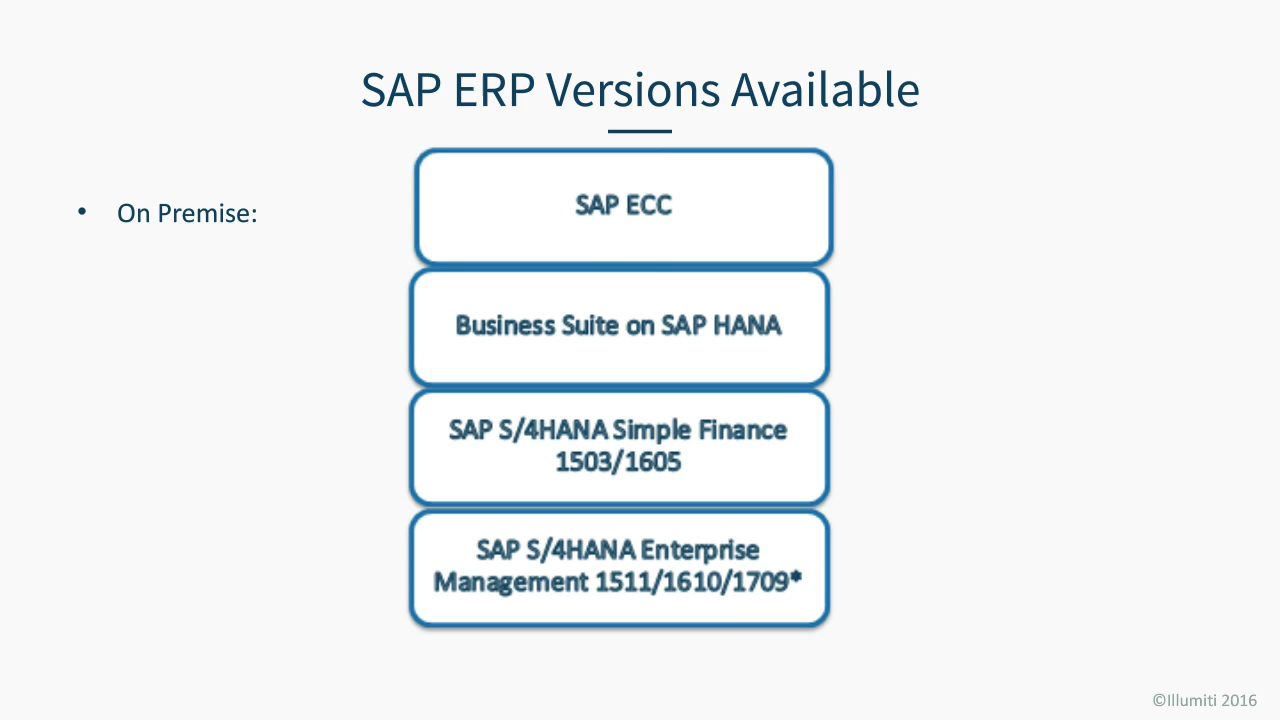 SAP ERP Versions Available
• On Premise:
SAP ECC
Business Suite on SAP HANA
SAP S/4HANA Simple Finance
1503/1605
SAP S/4HANA Enterprise
Management 1511/1610/1709*
©Illumiti 2016